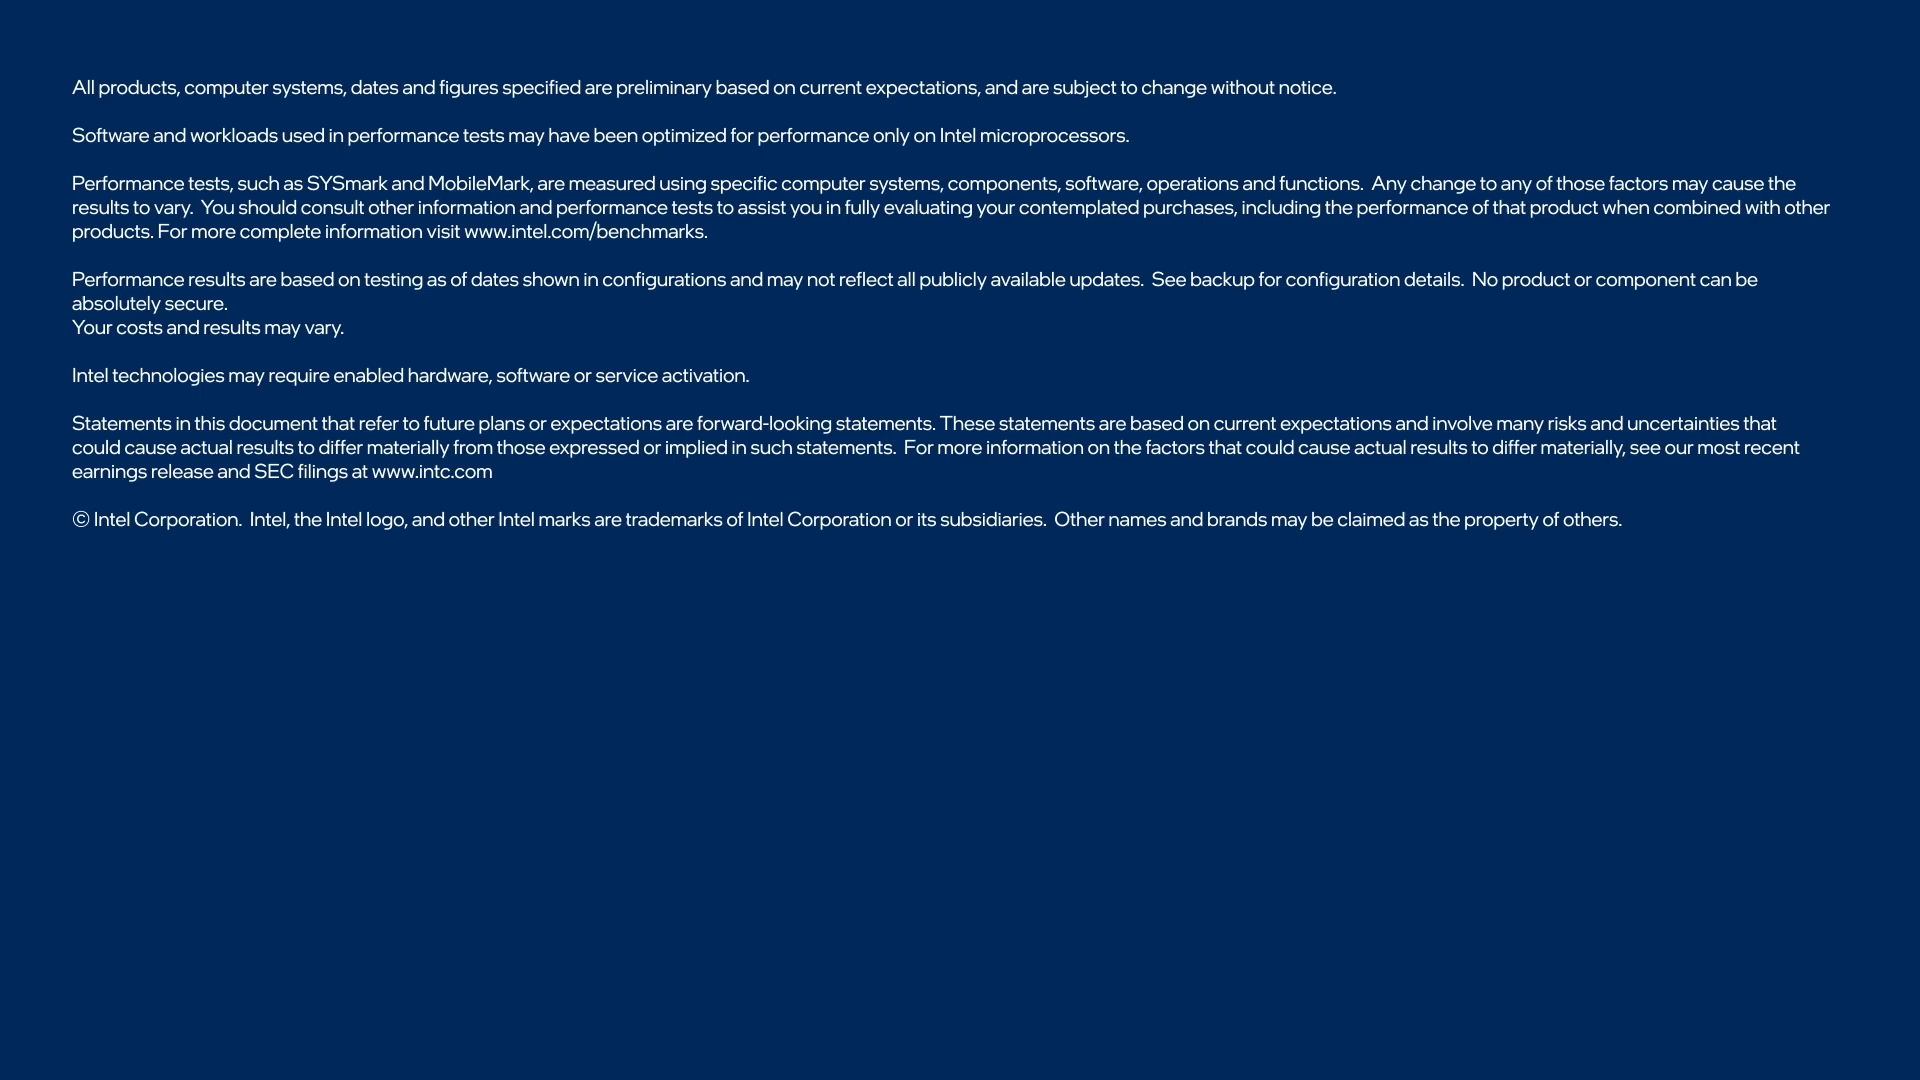 All products, computer systems, dates and figures specified are preliminary based on current expectations, and are subject to change without notice.
Software and workloads used in performance tests may have been optimized for performance only on Intel microprocessors.
Performance tests, such as SYSmark and MobileMark, are measured using specific computer systems, components, software, operations and functions.  Any change to any of those factors may cause the
results to vary.  You should consult other information and performance tests to assist you in fully evaluating your contemplated purchases, including the performance of that product when combined with other
products. For more complete information visit www.intel.com/benchmarks.
Performance results are based on testing as of dates shown in configurations and may not reflect all publicly available updates.  See backup for configuration details.  No product or component can be
absolutely secure.
Your costs and results may vary.
Intel technologies may require enabled hardware, software or service activation.
Statements in this document that refer to future plans or expectations are forward-looking statements. These statements are based on current expectations and involve many risks and uncertainties that
could cause actual results to differ materially from those expressed or implied in such statements.  For more information on the factors that could cause actual results to differ materially, see our most recent
earnings release and SEC filings at www.intc.com
© Intel Corporation.  Intel, the Intel logo, and other Intel marks are trademarks of Intel Corporation or its subsidiaries.  Other names and brands may be claimed as the property of others.